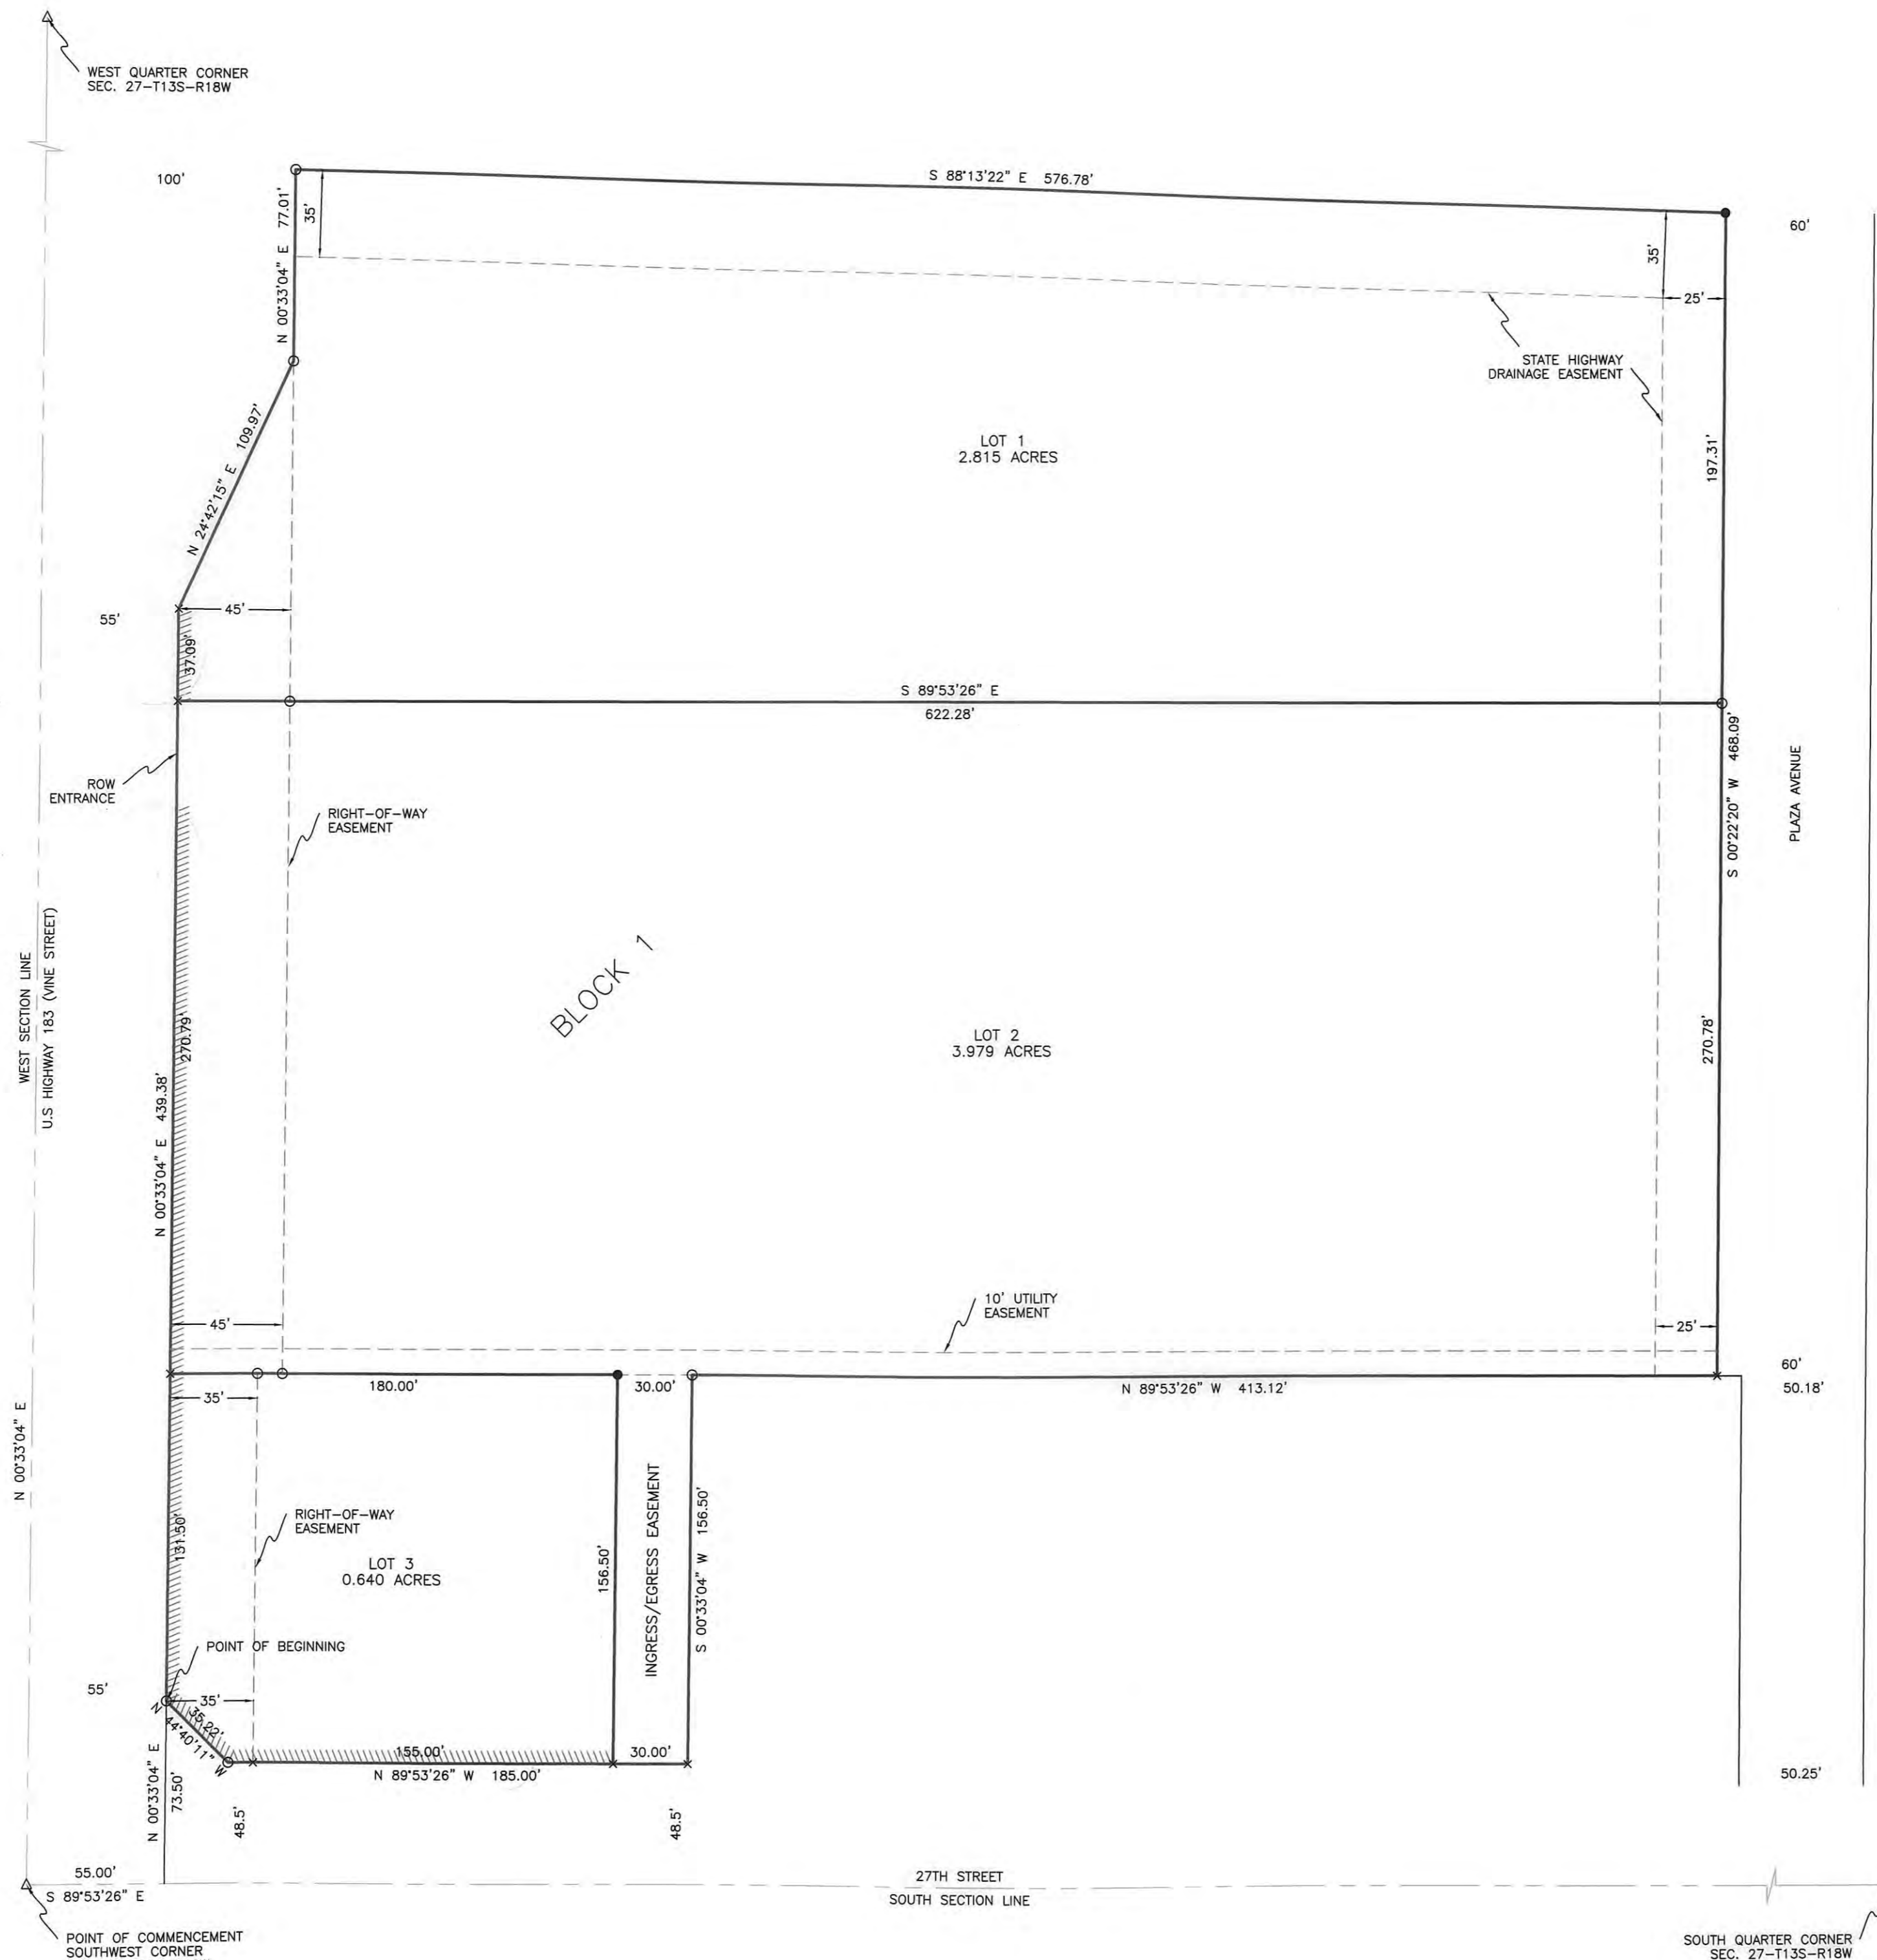 WEST QUARTER CORNER
SEC. 27-T13S-R18W
100'
S 88°13'22" E 576.78'
N 00°33'04" E 77.01'
35'
60'
35'
25'
STATE HIGHWAY
DRAINAGE EASEMENT
N 24°42'15" E 109.97'
LOT 1
2.815 ACRES
197.31'
55'
45'
37.09'
S 89°53'26" E
622.28'
S 00°22'20" W 468.09'
PLAZA AVENUE
ROW
ENTRANCE
RIGHT-OF-WAY
EASEMENT
BLOCK 1
WEST SECTION LINE
U.S HIGHWAY 183 (VINE STREET)
270.79'
N 00°33'04" E 439.38'
LOT 2
3.979 ACRES
270.78'
10' UTILITY
EASEMENT
45'
25'
60'
180.00'
30.00'
N 89°53'26" W 413.12'
50.18'
35'
N 00°33'04" E
131.50'
RIGHT-OF-WAY
EASEMENT
LOT 3
0.640 ACRES
156.50'
INGRESS/EGRESS EASEMENT
S 00°33'04" W 156.50'
POINT OF BEGINNING
55'
35'
35.22'
N 44°40'11" W
155.00'
30.00'
N 89°53'26" W 185.00'
50.25'
N 00°33'04" E
73.50'
48.5'
48.5'
55.00'
S 89°53'26" E
27TH STREET
SOUTH SECTION LINE
POINT OF COMMENCEMENT
SOUTHWEST CORNER
SOUTH QUARTER CORNER
SEC. 27-T13S-R18W